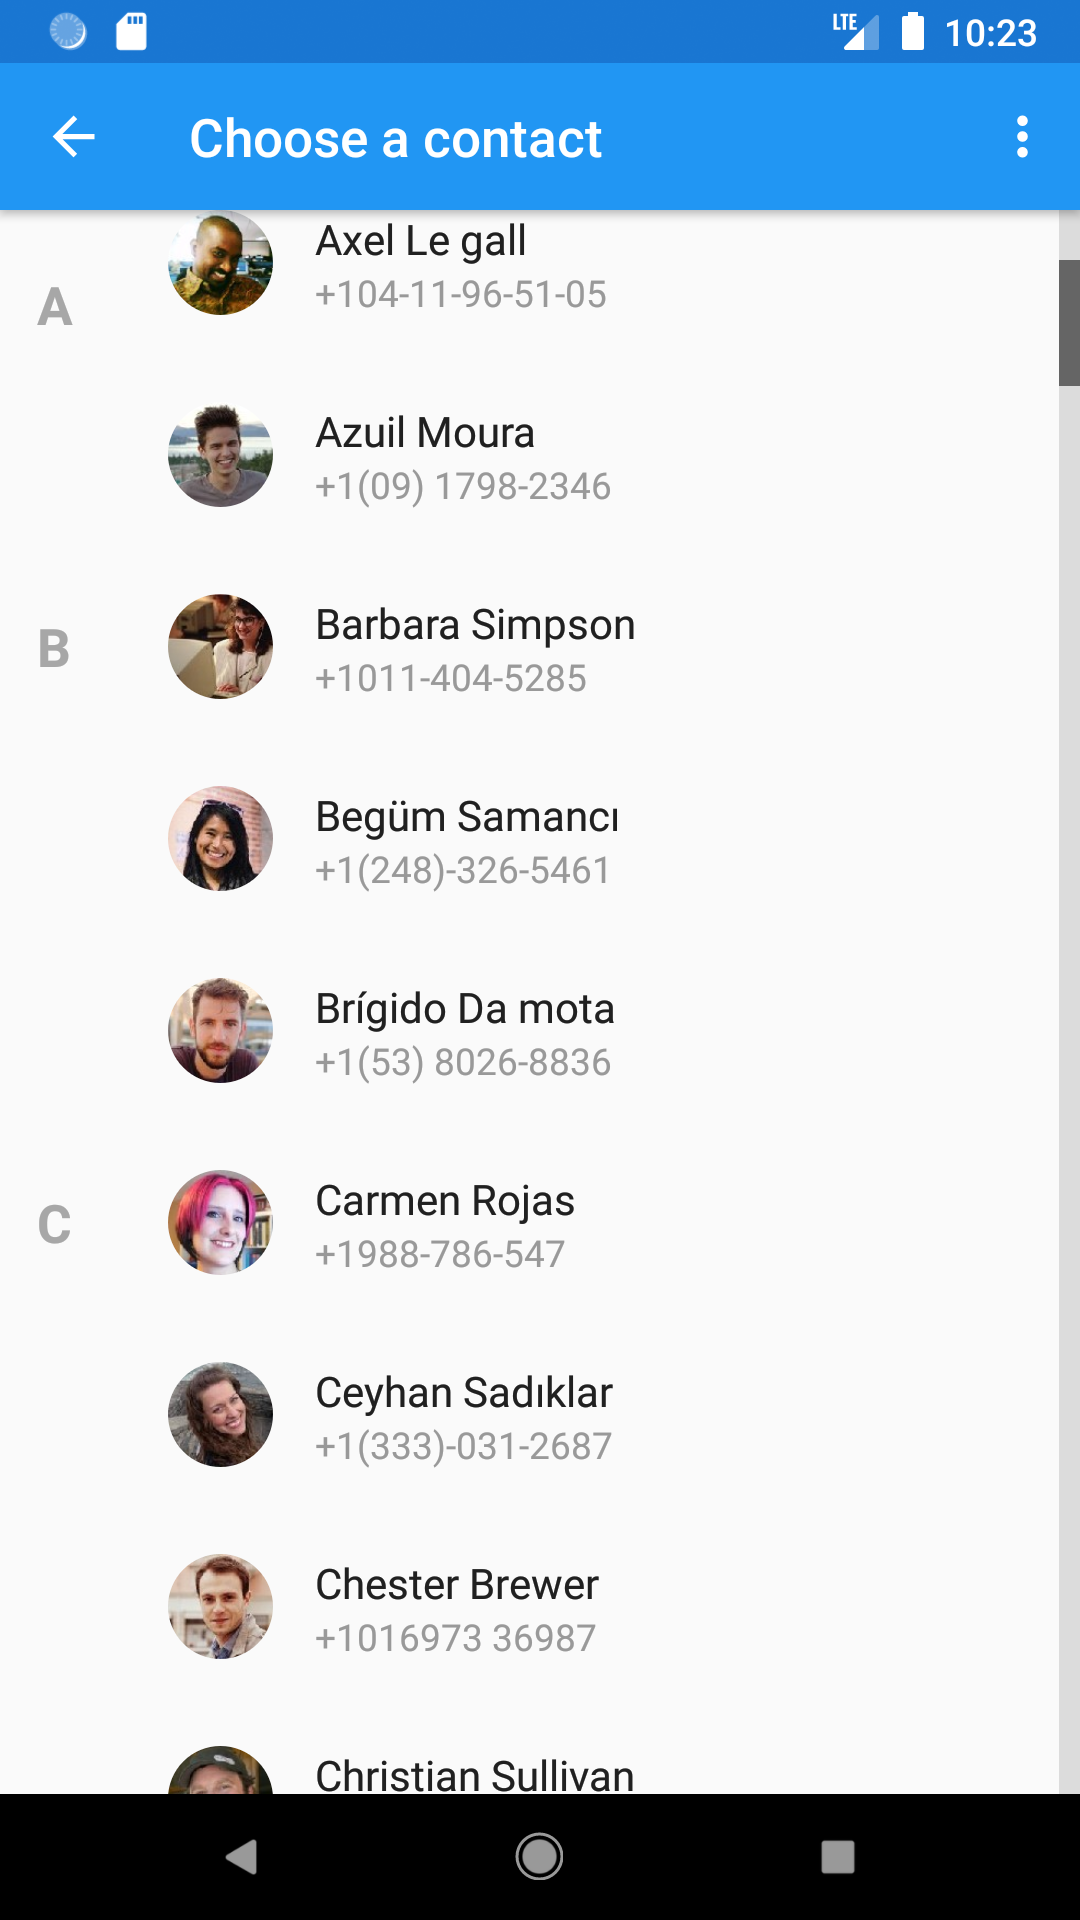 LTE 10:23
Choose a contact
A
Axel Le gall
+104-11-96-51-05
Azuil Moura
+1(09) 1798-2346
B
Barbara Simpson
+1011-404-5285
Begüm Samancı
+1(248)-326-5461
Brígido Da mota
+1(53) 8026-8836
C
Carmen Rojas
+1988-786-547
Ceyhan Sadıklar
+1(333)-031-2687
Chester Brewer
+1016973 36987
Christian Sullivan